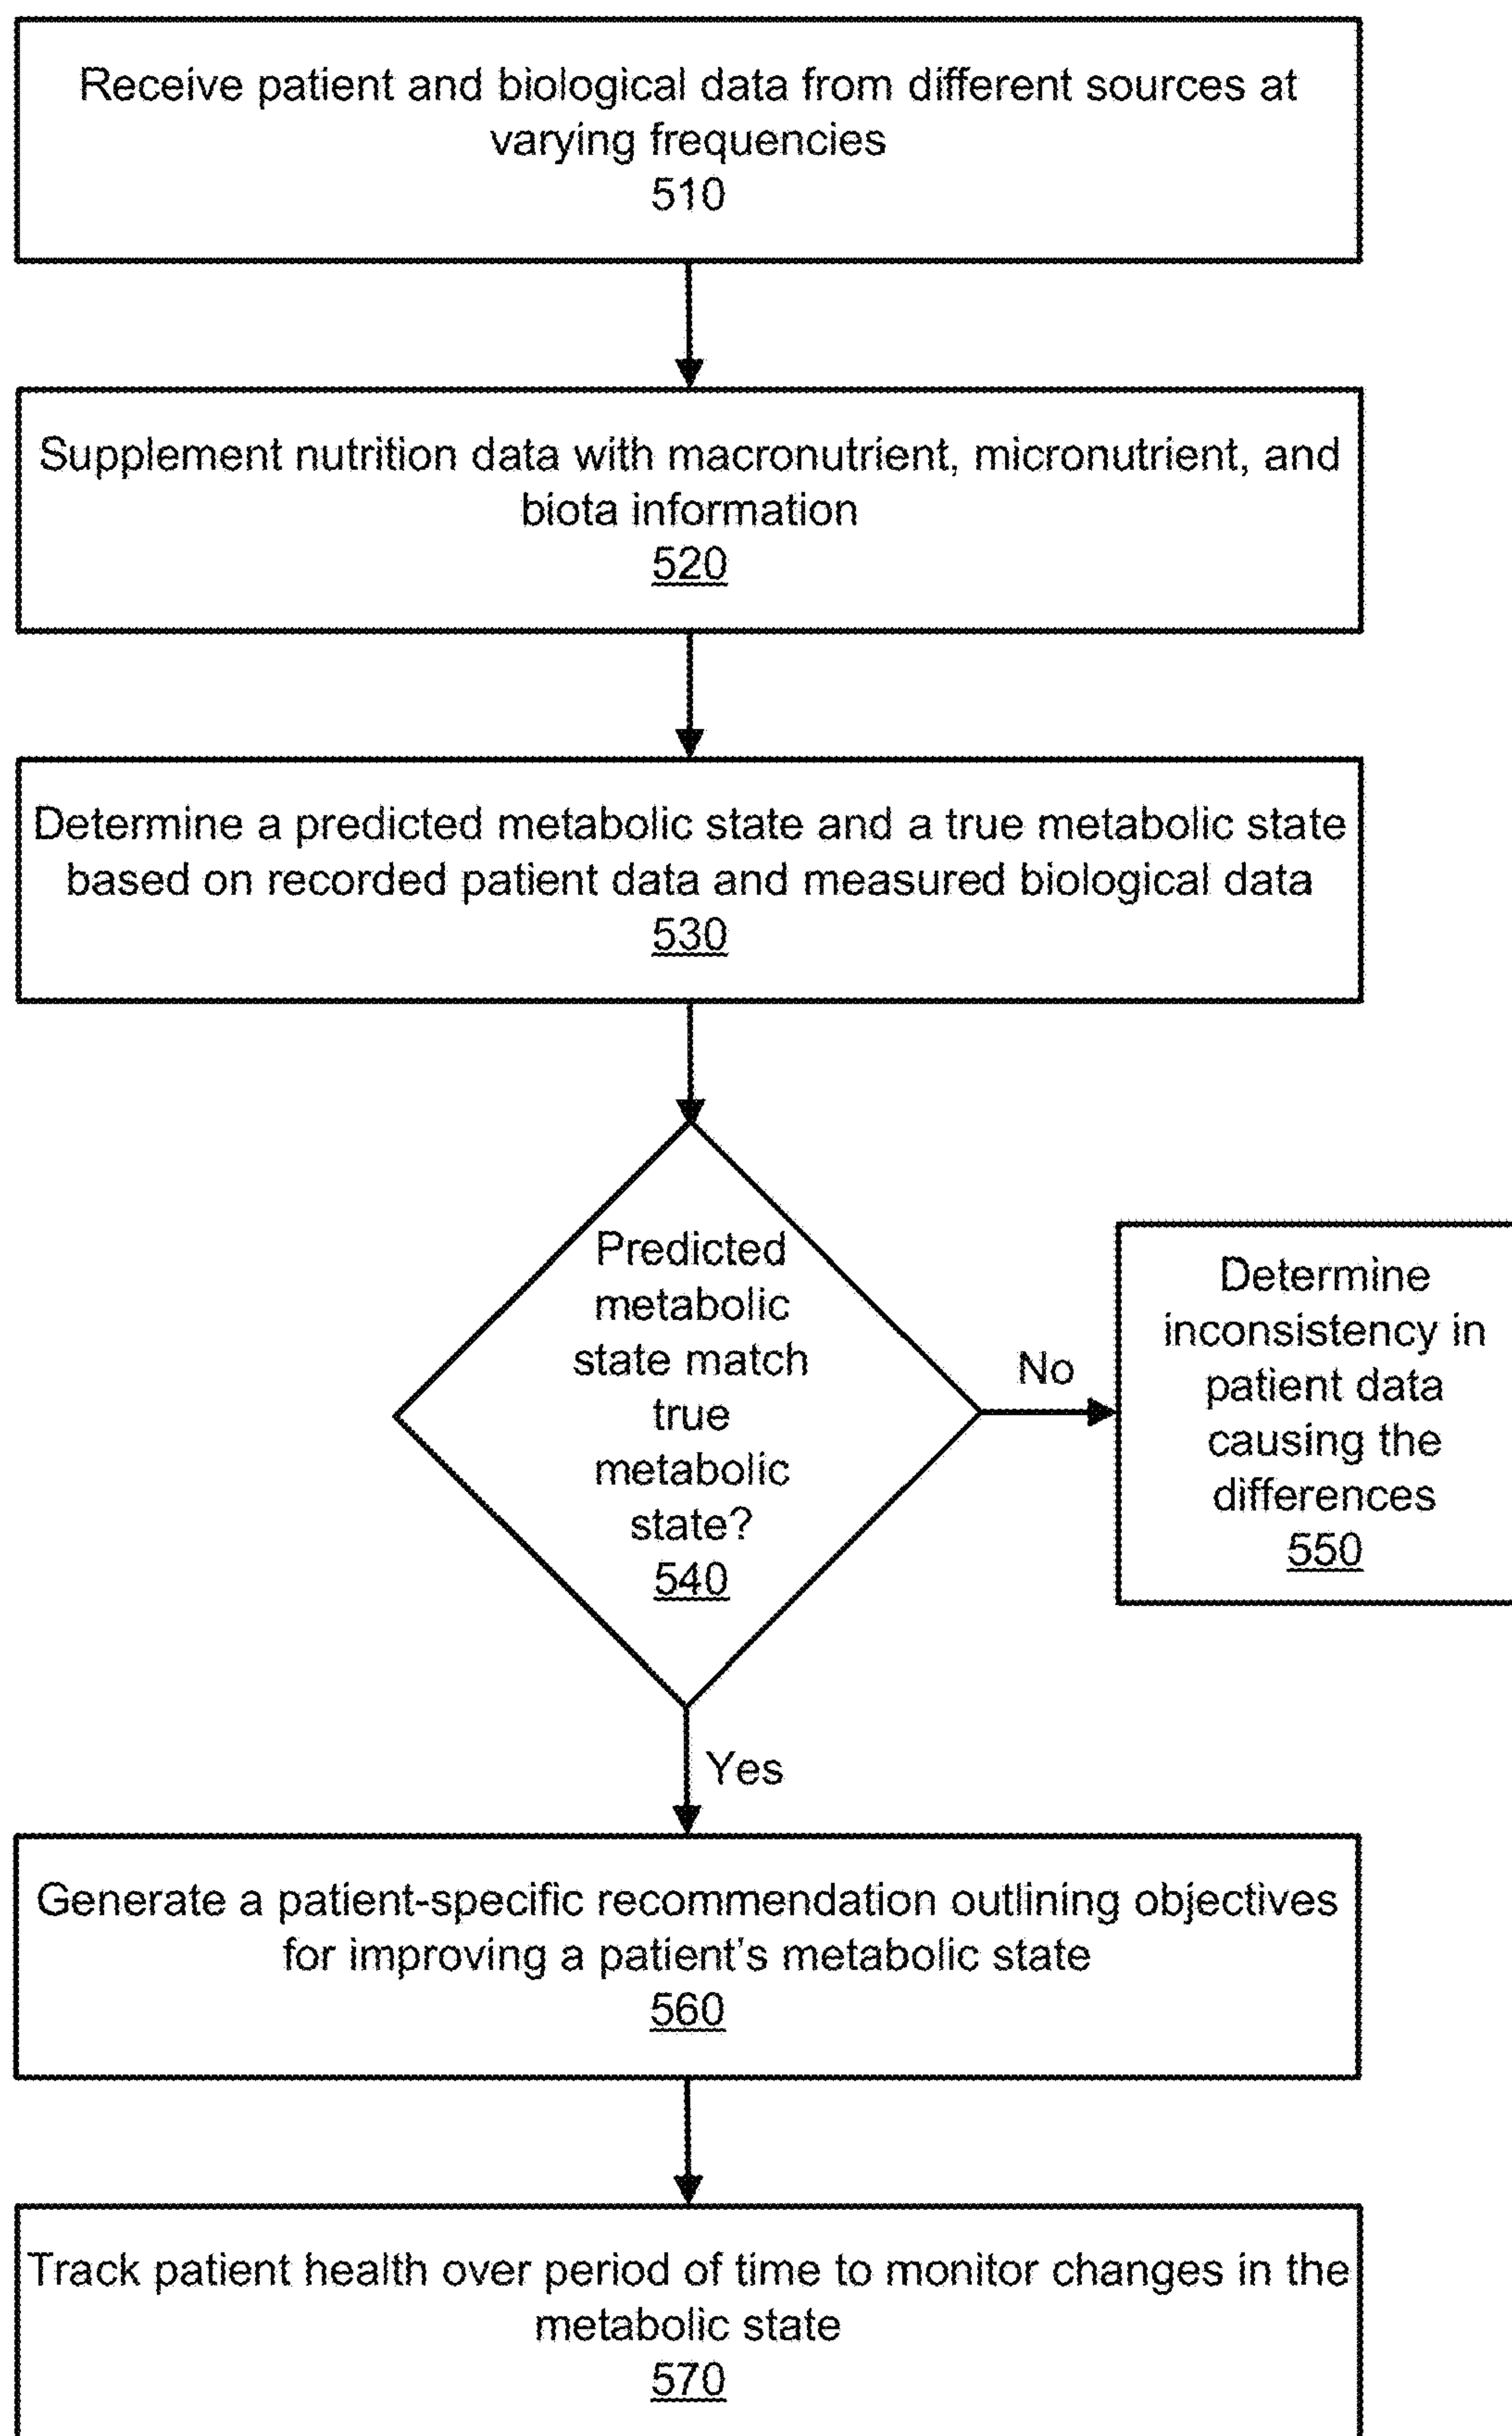 Receive patient and biological data from different sources at
varying frequencies
510
Supplement nutrition data with macronutrient, micronutrient, and
biota information
520
Determine a predicted metabolic state and a true metabolic state
based on recorded patient data and measured biological data
530
Predicted
metabolic
state match
true
metabolic
state?
540
No
Determine
inconsistency in
patient data
causing the
differences
550
Yes
Generate a patient-specific recommendation outlining objectives
for improving a patient's metabolic state
560
Track patient health over period of time to monitor changes in the
metabolic state
570